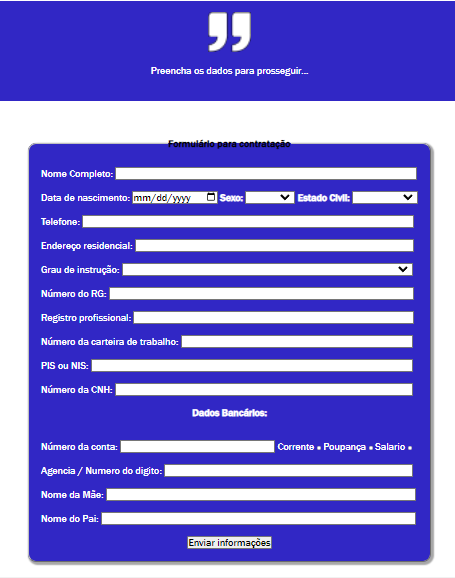 Preencha os dados para prosseguir...
Formulário para contratação
Nome Completo:
Data de nascimento: mm/dd/yyyy Sexo: Estado Civil:
Telefone:
Endereço residencial:
Grau de instrução:
Número do RG:
Registro profissional:
Número da carteira de trabalho:
PIS ou NIS:
Número da CNH:
Dados Bancários:
Número da conta: Corrente Poupança Salario
Agencia / Numero do digito:
Nome da Mãe:
Nome do Pai:
Enviar informações